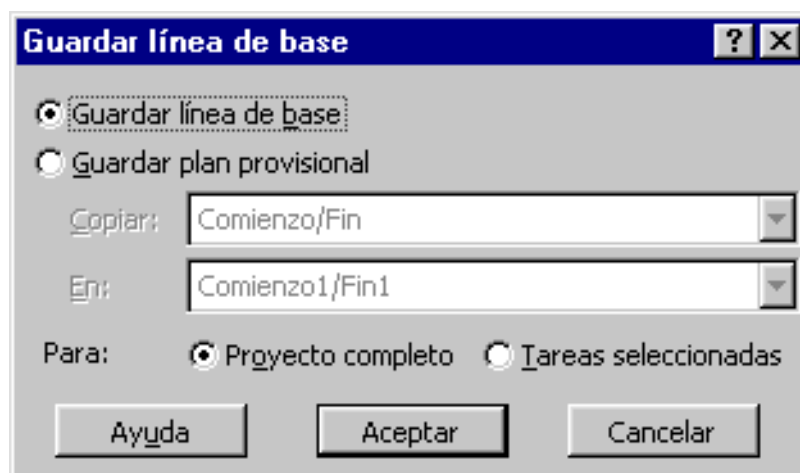 Guardar línea de base
Guardar línea de base
Guardar plan provisional
Copiar: Comienzo/Fin
En: Comienzo1/Fin1
Para: Proyecto completo Tareas seleccionadas
Ayuda Aceptar Cancelar